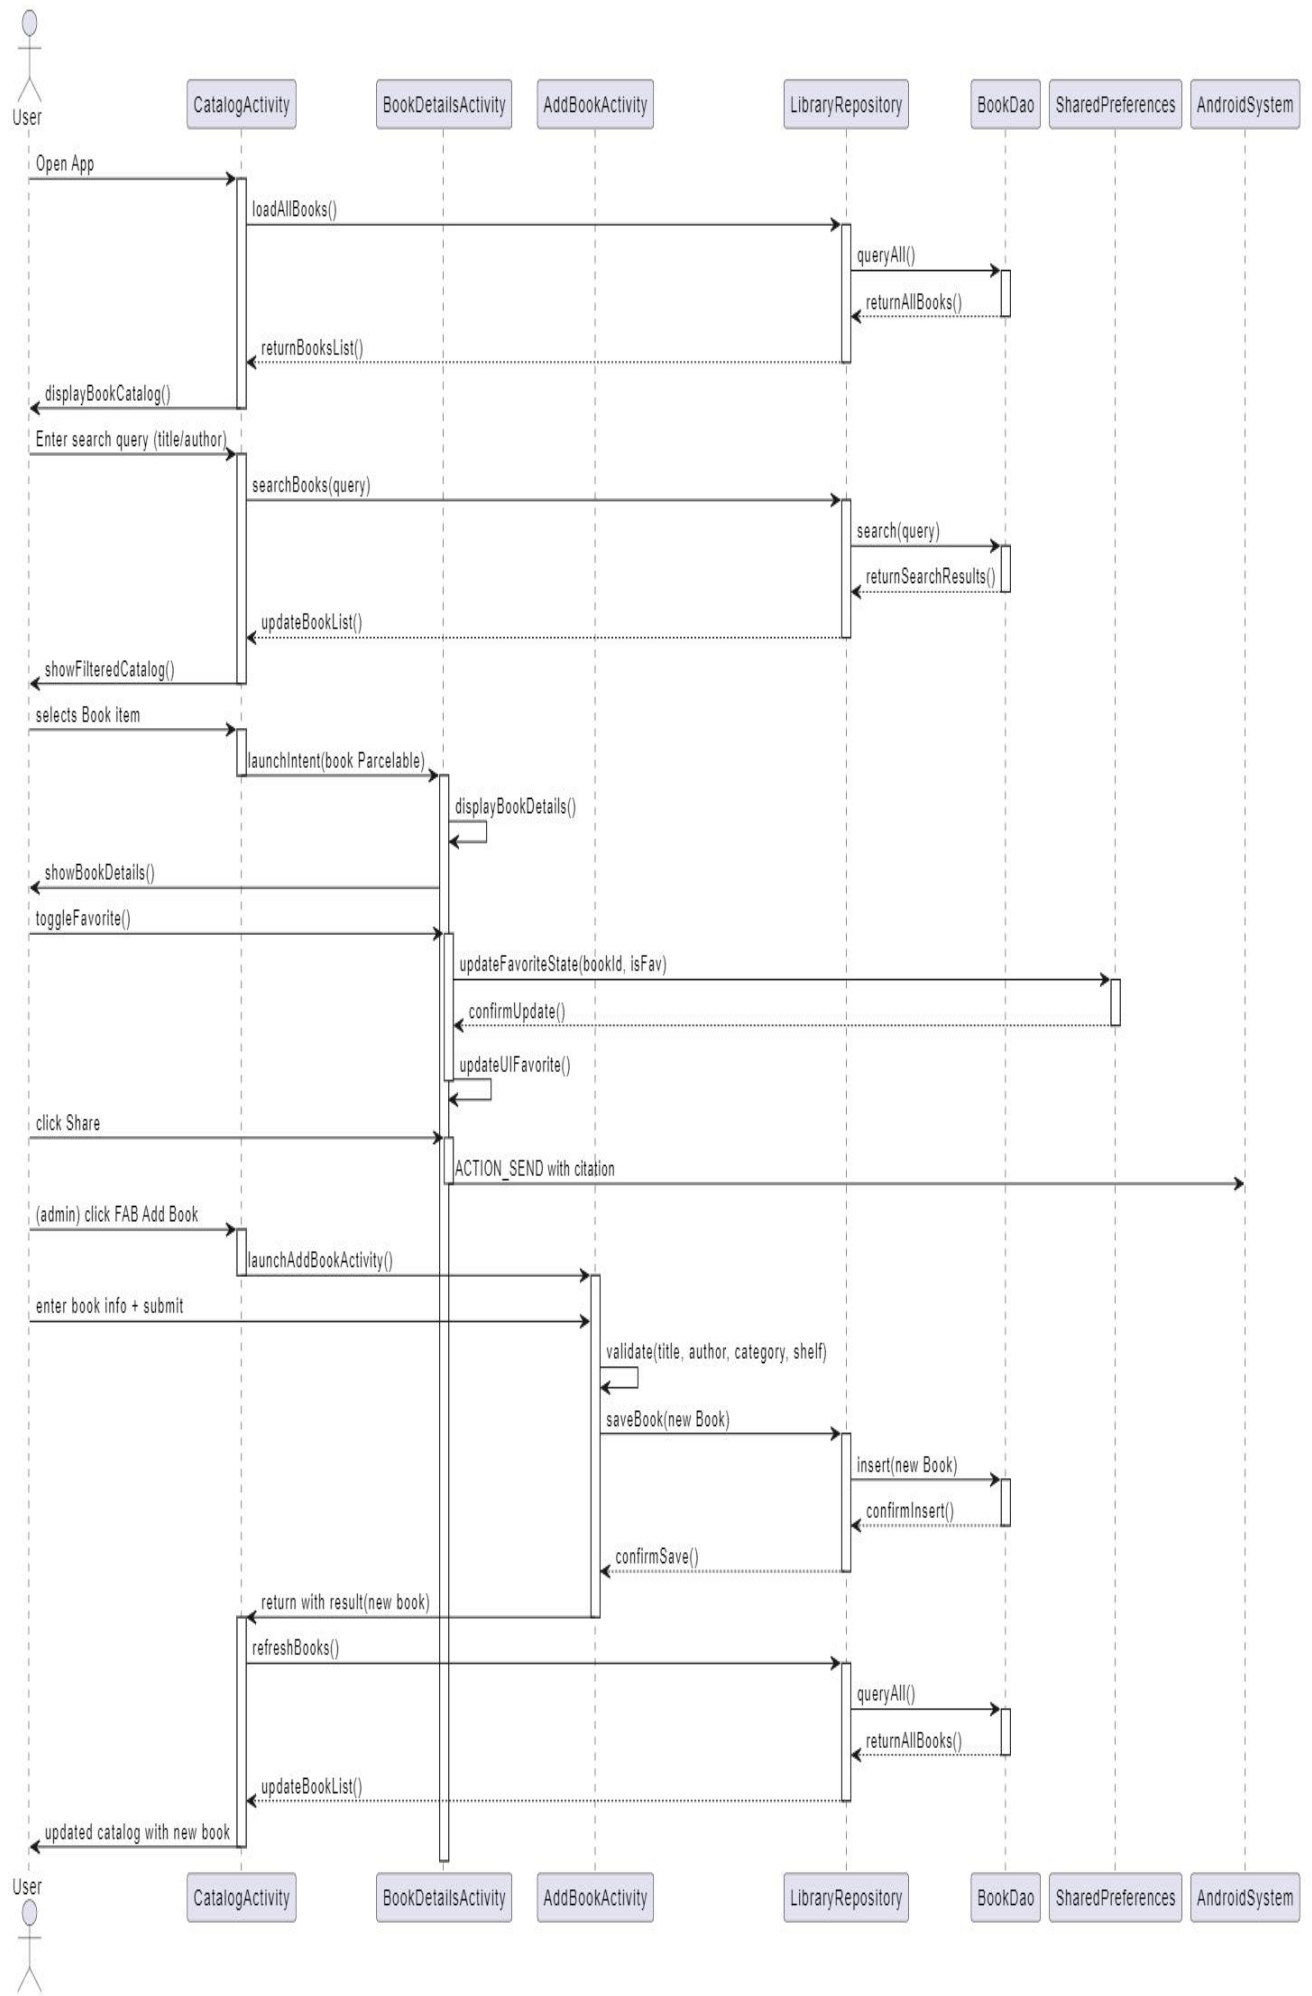 User
CatalogActivity
BookDetailsActivity
AddBookActivity
LibraryRepository
BookDao
SharedPreferences
AndroidSystem
Open App
loadAllBooks()
queryAll()
returnAllBooks()
returnBooksList()
displayBookCatalog()
Enter search query (title/author)
searchBooks(query)
search(query)
returnSearchResults()
updateBookList()
showFilteredCatalog()
selects Book item
launchIntent(book Parcelable)
displayBookDetails()
showBookDetails()
toggleFavorite()
updateFavoriteState(bookId, isFav)
confirmUpdate()
updateUIFavorite()
click Share
ACTION_SEND with citation
(admin) click FAB Add Book
launchAddBookActivity()
enter book info + submit
validate(title, author, category, shelf)
saveBook(new Book)
insert(new Book)
confirmInsert()
confirmSave()
return with result(new book)
refreshBooks()
queryAll()
returnAllBooks()
updateBookList()
updated catalog with new book
User
CatalogActivity
BookDetailsActivity
AddBookActivity
LibraryRepository
BookDao
SharedPreferences
AndroidSystem